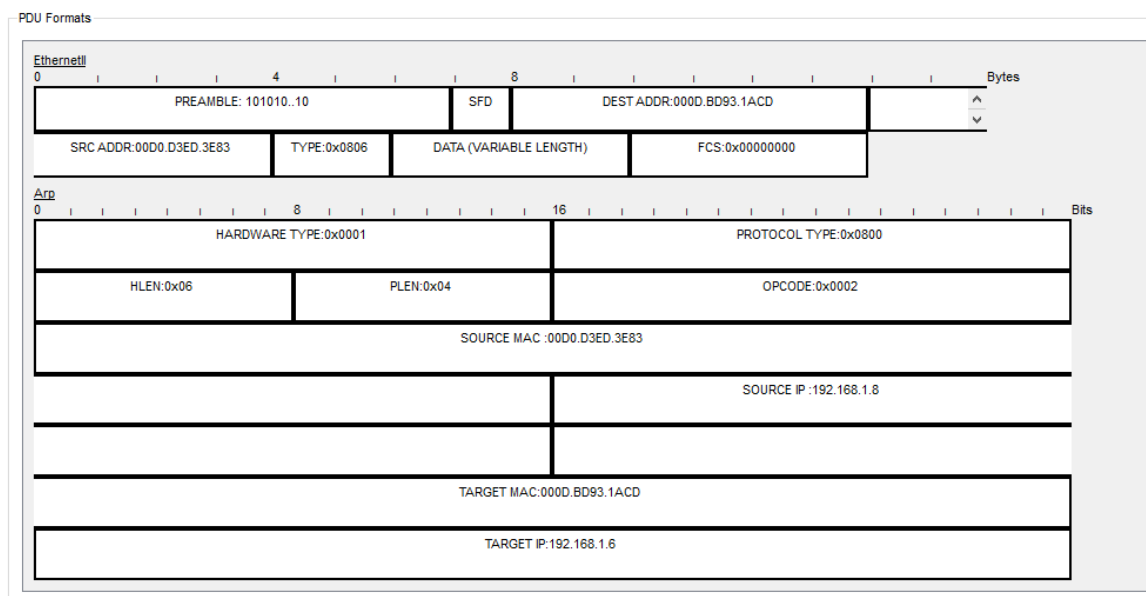 PDU Formats
EthernetII
0 4 8 Bytes
PREAMBLE: 101010..10 SFD DEST ADDR:000D.BD93.1ACD
SRC ADDR:00D0.D3ED.3E83 TYPE:0x0806 DATA (VARIABLE LENGTH) FCS:0x00000000
Arp
0 8 16 Bits
HARDWARE TYPE:0x0001 PROTOCOL TYPE:0x0800
HLEN:0x06 PLEN:0x04 OPCODE:0x0002
SOURCE MAC :00D0.D3ED.3E83
SOURCE IP :192.168.1.8
TARGET MAC:000D.BD93.1ACD
TARGET IP:192.168.1.6